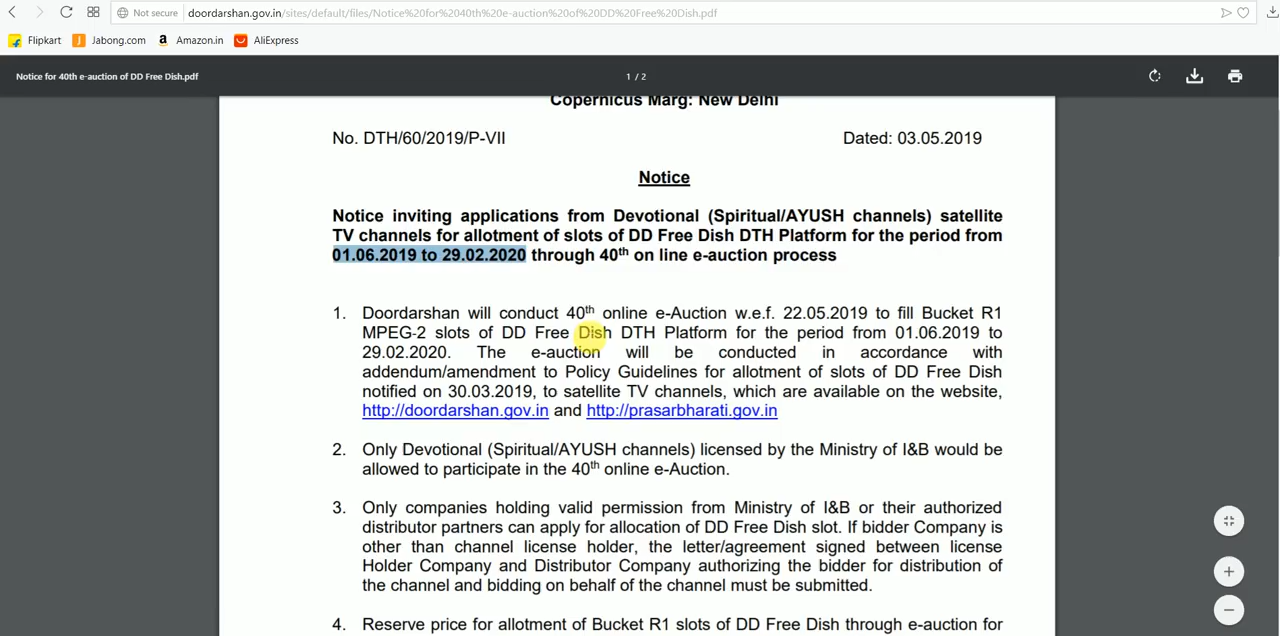 Not secure doordarshan.gov.in/sites/default/files/Notice%20for%2040th%20e-auction%20of%20DD%20Free%20Dish.pdf
Flipkart Jabong.com Amazon.in AliExpress
Notice for 40th e-auction of DD Free Dish.pdf 1 / 2
Copernicus Marg: New Delhi
No. DTH/60/2019/P-VII Dated: 03.05.2019
Notice
Notice inviting applications from Devotional (Spiritual/AYUSH channels) satellite
TV channels for allotment of slots of DD Free Dish DTH Platform for the period from
01.06.2019 to 29.02.2020 through 40th on line e-auction process
1. Doordarshan will conduct 40th online e-Auction w.e.f. 22.05.2019 to fill Bucket R1
MPEG-2 slots of DD Free Dish DTH Platform for the period from 01.06.2019 to
29.02.2020. The e-auction will be conducted in accordance with
addendum/amendment to Policy Guidelines for allotment of slots of DD Free Dish
notified on 30.03.2019, to satellite TV channels, which are available on the website,
http://doordarshan.gov.in and http://prasarbharati.gov.in
2. Only Devotional (Spiritual/AYUSH channels) licensed by the Ministry of I&B would be
allowed to participate in the 40th online e-Auction.
3. Only companies holding valid permission from Ministry of I&B or their authorized
distributor partners can apply for allocation of DD Free Dish slot. If bidder Company is
other than channel license holder, the letter/agreement signed between license
Holder Company and Distributor Company authorizing the bidder for distribution of
the channel and bidding on behalf of the channel must be submitted.
4. Reserve price for allotment of Bucket R1 slots of DD Free Dish through e-auction for